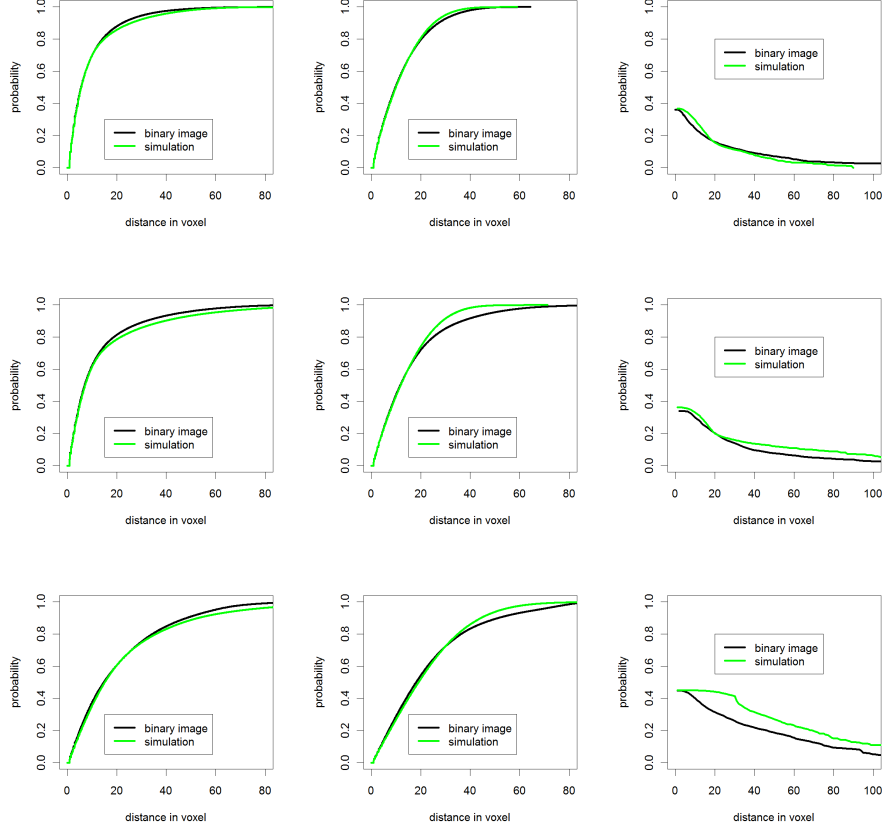 probability
0.0 0.2 0.4 0.6 0.8 1.0
binary image
simulation
0 20 40 60 80
distance in voxel
probability
0.0 0.2 0.4 0.6 0.8 1.0
binary image
simulation
0 20 40 60 80
distance in voxel
probability
0.0 0.2 0.4 0.6 0.8 1.0
binary image
simulation
0 20 40 60 80 100
distance in voxel
probability
0.0 0.2 0.4 0.6 0.8 1.0
binary image
simulation
0 20 40 60 80
distance in voxel
probability
0.0 0.2 0.4 0.6 0.8 1.0
binary image
simulation
0 20 40 60 80
distance in voxel
probability
0.0 0.2 0.4 0.6 0.8 1.0
binary image
simulation
0 20 40 60 80 100
distance in voxel
probability
0.0 0.2 0.4 0.6 0.8 1.0
binary image
simulation
0 20 40 60 80
distance in voxel
probability
0.0 0.2 0.4 0.6 0.8 1.0
binary image
simulation
0 20 40 60 80
distance in voxel
probability
0.0 0.2 0.4 0.6 0.8 1.0
binary image
simulation
0 20 40 60 80 100
distance in voxel